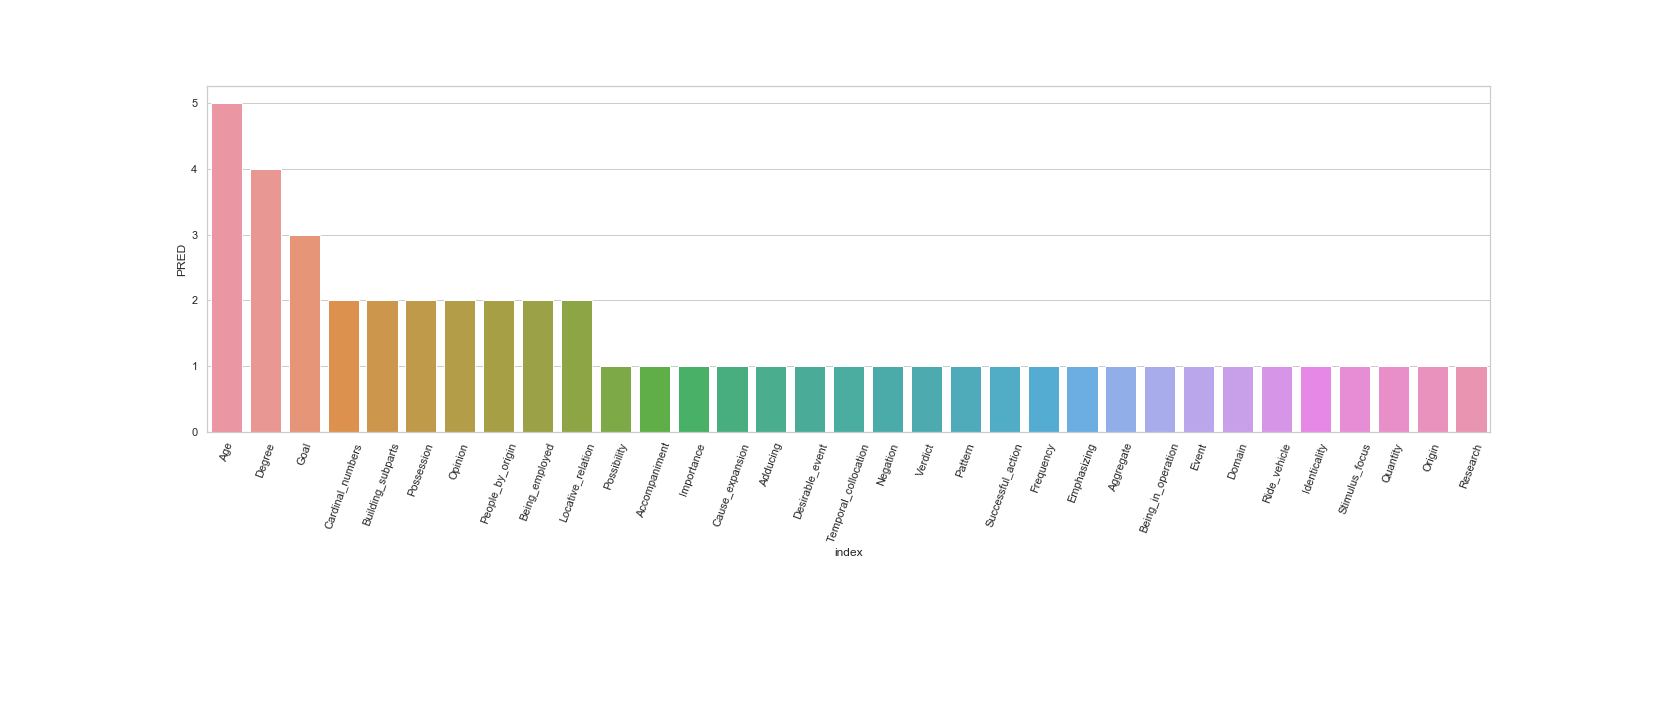 PRED
5
4
3
2
1
0
Age
Degree
Goal
Cardinal_numbers
Building_subparts
Possession
Opinion
People_by_origin
Being_employed
Locative_relation
Possibility
Accompaniment
Importance
Cause_expansion
Adducing
Desirable_event
Temporal_collocation
Negation
Verdict
Pattern
Successful_action
Frequency
Emphasizing
Aggregate
Being_in_operation
Event
Domain
Ride_vehicle
Identicality
Stimulus_focus
Quantity
Origin
Research
index